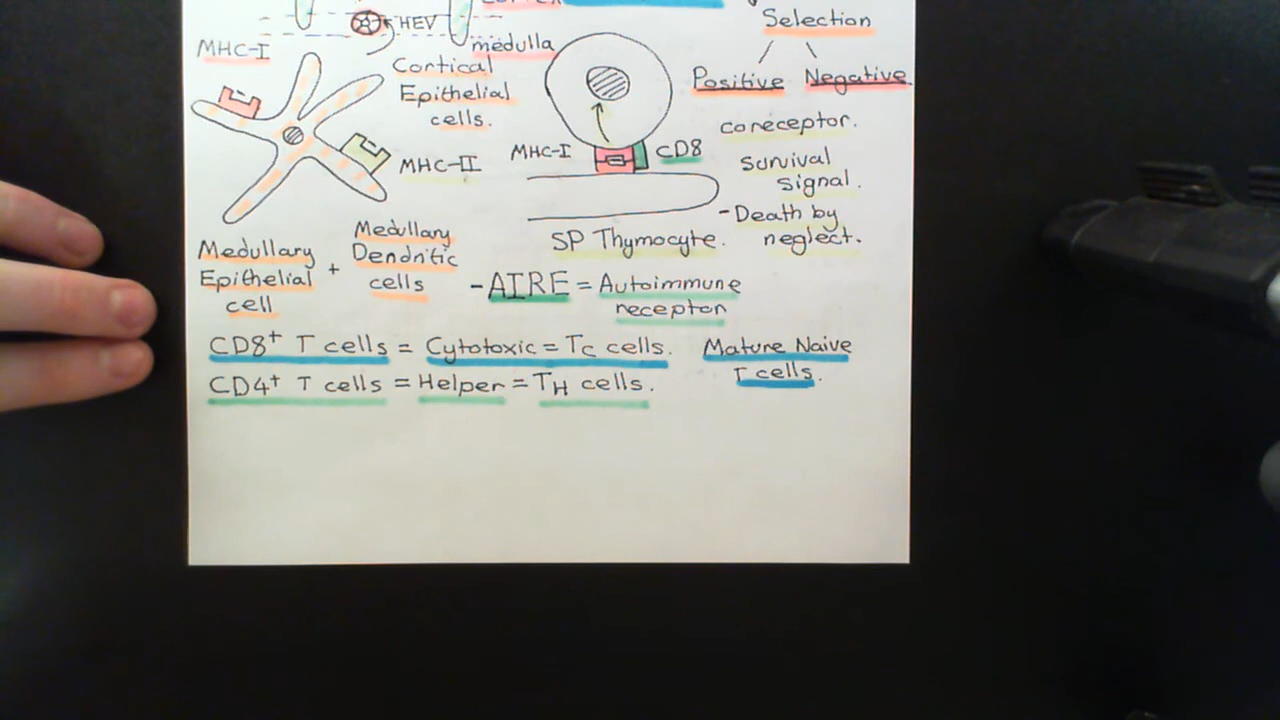 HEV
Selection
MHC-I
medulla
Cortical
Epithelial
cells.
Positive Negative
coreceptor.
MHC-I
CD8
MHC-II
survival
signal.
-Death by
neglect.
SP Thymocyte.
Medullary
Epithelial
cell
+
Medullary
Dendritic
cells
-AIRE = Autoimmune
receptor
CD8⁺ T cells = Cytotoxic = Tc cells.
CD4⁺ T cells = Helper = TH cells.
Mature Naive
T cells.